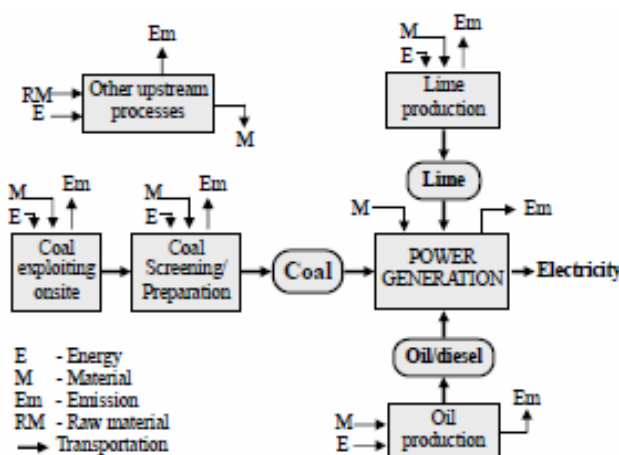 Em
RM
E
Other upstream
processes
M
M
E
Em
Lime
production
Lime
M
E
Em
Coal
exploiting
onsite
M
E
Em
Coal
Screening/
Preparation
Coal
M
Em
POWER
GENERATION
Electricity
Oil/diesel
M
E
Oil
production
Em
E - Energy
M - Material
Em - Emission
RM - Raw material
Transportation